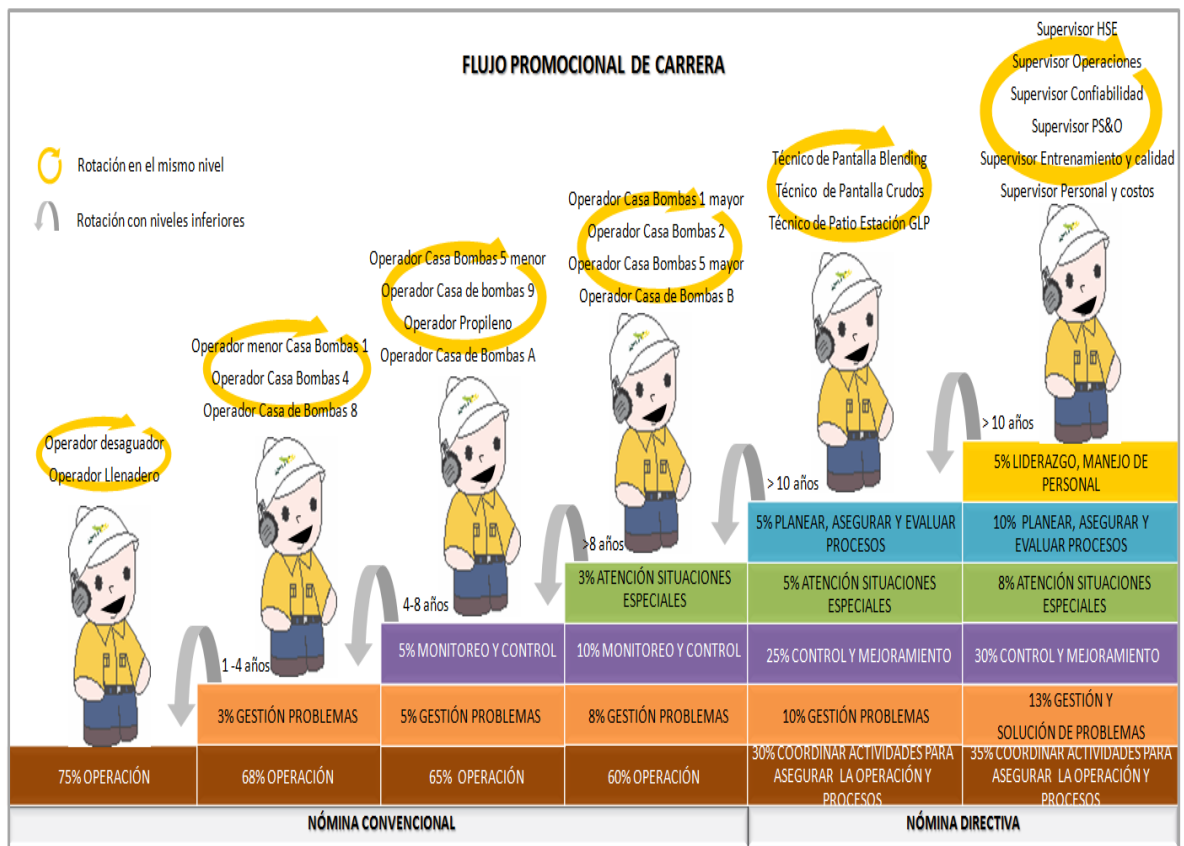 FLUJO PROMOCIONAL DE CARRERA
Rotación en el mismo nivel
Rotación con niveles inferiores
Operador desaguador
Operador Llenadero
Operador menor Casa Bombas 1
Operador Casa Bombas 4
Operador Casa de Bombas 8
Operador Casa Bombas 5 menor
Operador Casa de bombas 9
Operador Propileno
Operador Casa de Bombas A
Operador Casa Bombas 1 mayor
Operador Casa Bombas 2
Operador Casa Bombas 5 mayor
Operador Casa de Bombas B
Técnico de Pantalla Blending
Técnico de Pantalla Crudos
Técnico de Patio Estación GLP
Supervisor HSE
Supervisor Operaciones
Supervisor Confiabilidad
Supervisor PS&O
Supervisor Entrenamiento y calidad
Supervisor Personal y costos
1 -4 años
4-8 años
>8 años
> 10 años
> 10 años
5% LIDERAZGO, MANEJO DE
PERSONAL
5% PLANEAR, ASEGURAR Y EVALUAR
PROCESOS
10% PLANEAR, ASEGURAR Y
EVALUAR PROCESOS
3% ATENCIÓN SITUACIONES
ESPECIALES
5% ATENCIÓN SITUACIONES
ESPECIALES
8% ATENCIÓN SITUACIONES
ESPECIALES
5% MONITOREO Y CONTROL
10% MONITOREO Y CONTROL
25% CONTROL Y MEJORAMIENTO
30% CONTROL Y MEJORAMIENTO
3% GESTIÓN PROBLEMAS
5% GESTIÓN PROBLEMAS
8% GESTIÓN PROBLEMAS
10% GESTIÓN PROBLEMAS
13% GESTIÓN Y
SOLUCIÓN DE PROBLEMAS
75% OPERACIÓN
68% OPERACIÓN
65% OPERACIÓN
60% OPERACIÓN
30% COORDINAR ACTIVIDADES PARA
ASEGURAR LA OPERACIÓN Y
PROCESOS
35% COORDINAR ACTIVIDADES PARA
ASEGURAR LA OPERACIÓN Y
PROCESOS
NÓMINA CONVENCIONAL
NÓMINA DIRECTIVA